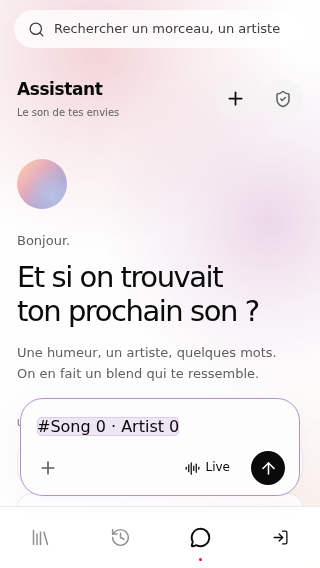 Rechercher un morceau, un artiste
Assistant
Le son de tes envies
Bonjour.
Et si on trouvait
ton prochain son ?
Une humeur, un artiste, quelques mots.
On en fait un blend qui te ressemble.
#Song 0 · Artist 0
Live